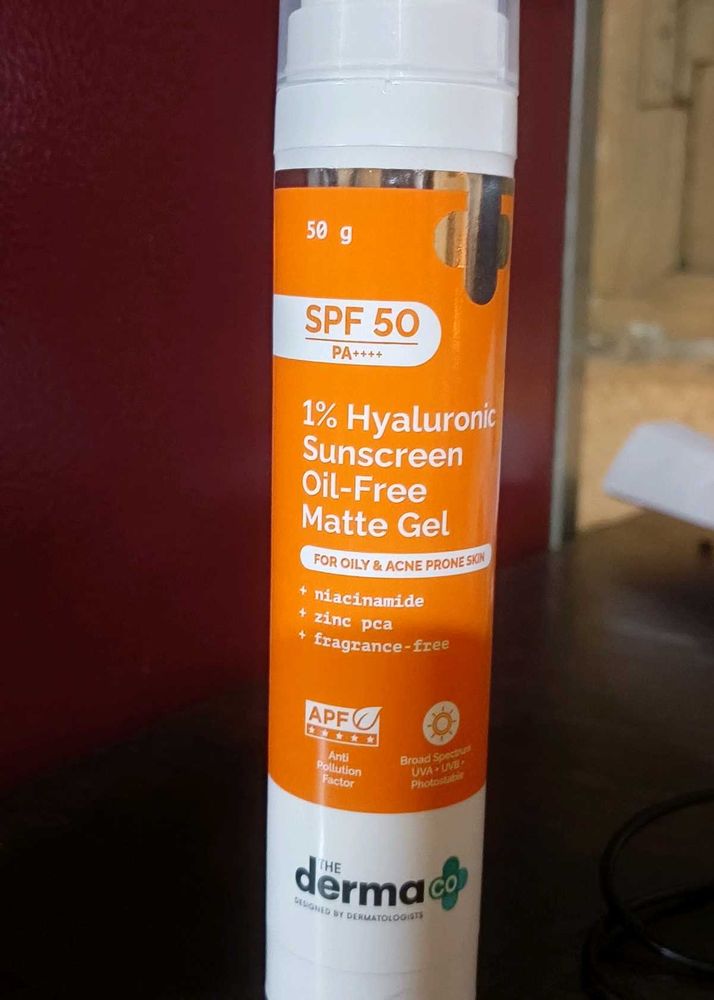 50 g
SPF 50
PA++++
1% Hyaluronic
Sunscreen
Oil-Free
Matte Gel
FOR OILY & ACNE PRONE SKIN
+ niacinamide
+ zinc pca
+ fragrance-free
APF
Anti
Pollution
Factor
Broad Spectrum
UVA + UVB +
Photostable
THE
derma co
DESIGNED BY DERMATOLOGISTS